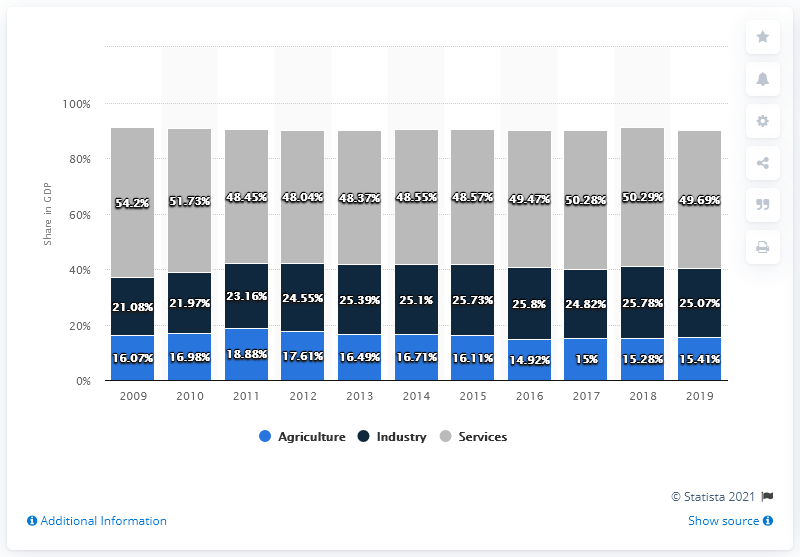 100%
80%
60%
40%
20%
0%
Share in GDP
54.2% 51.73% 48.45% 48.04% 48.37% 48.55% 48.57% 49.47% 50.28% 50.29% 49.69%
21.08% 21.97% 23.16% 24.55% 25.39% 25.1% 25.73% 25.8% 24.82% 25.78% 25.07%
16.07% 16.98% 18.88% 17.61% 16.49% 16.71% 16.11% 14.92% 15% 15.28% 15.41%
2009 2010 2011 2012 2013 2014 2015 2016 2017 2018 2019
Agriculture Industry Services
© Statista 2021
Additional Information Show source